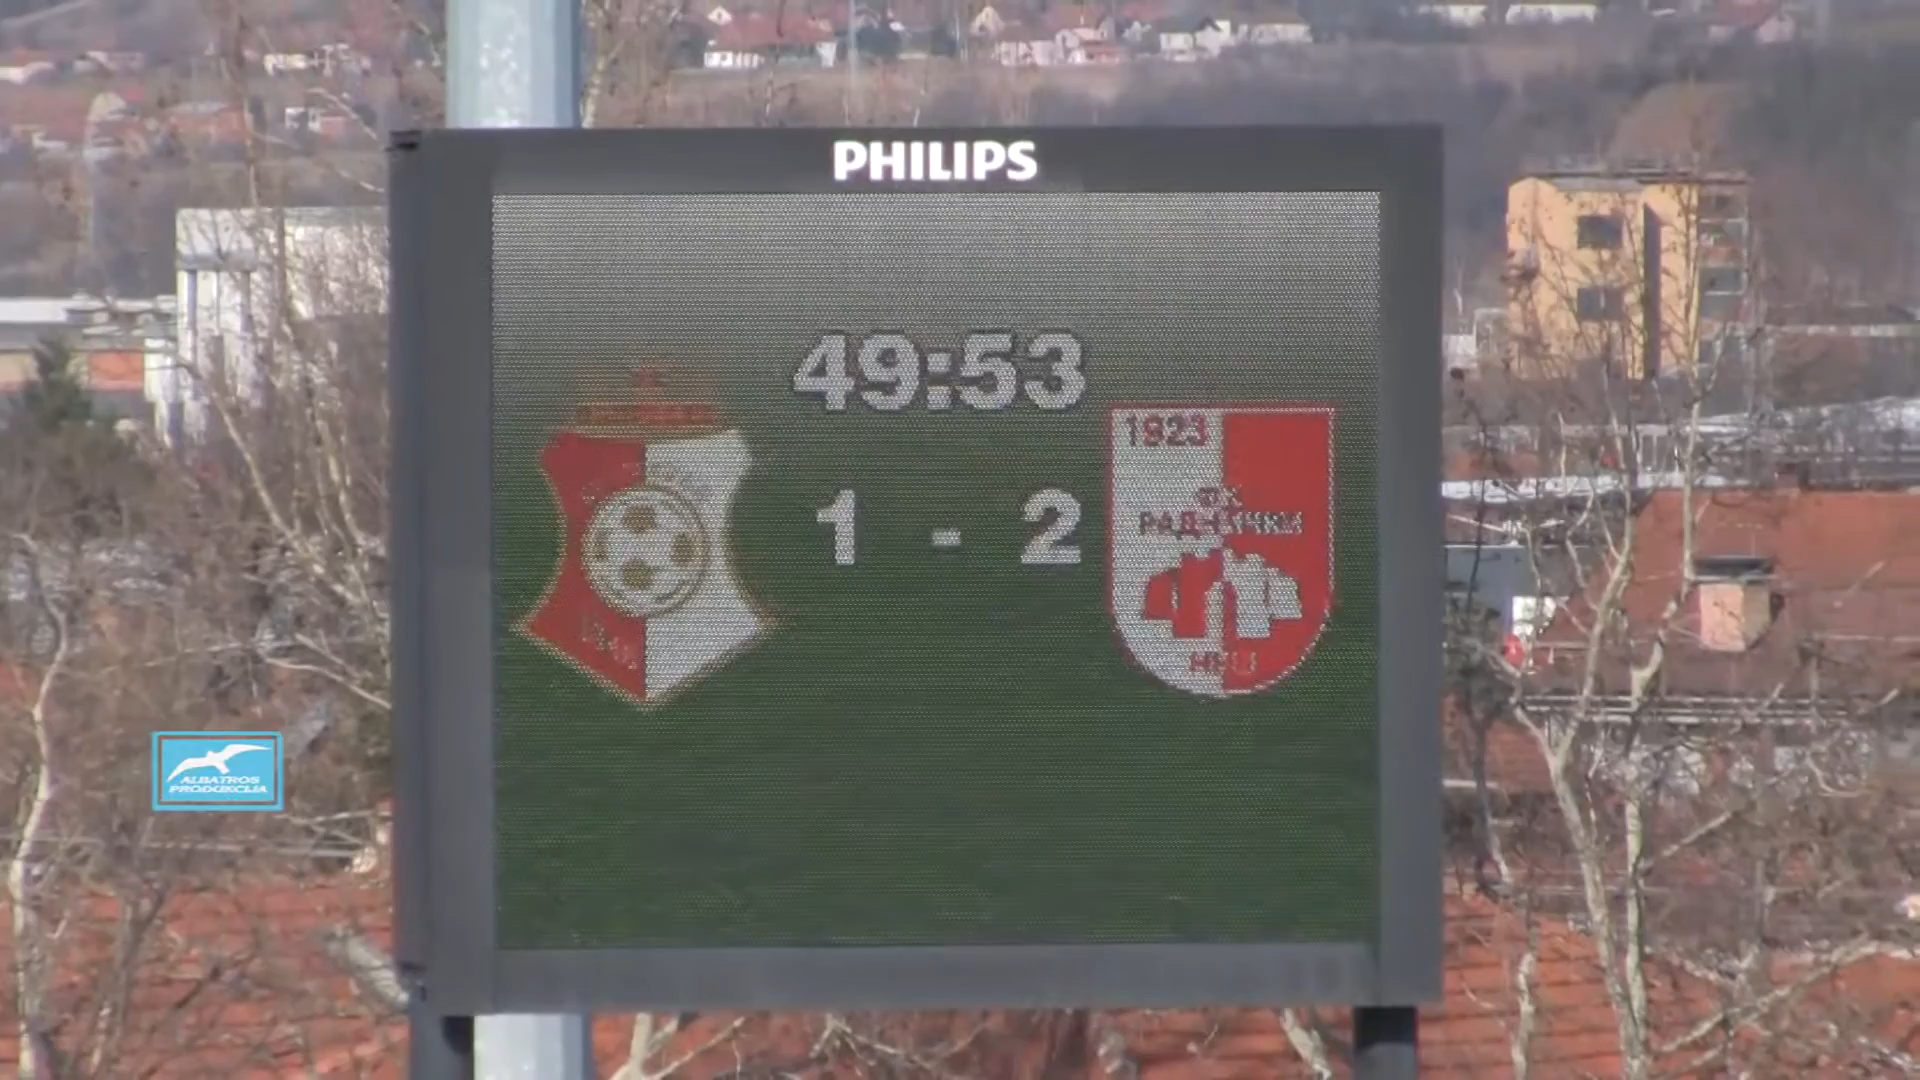 PHILIPS
49:53
1 - 2
1923
ФК
РАДНИЧКИ
НИШ
ALBATROS
PRODUKCIJA